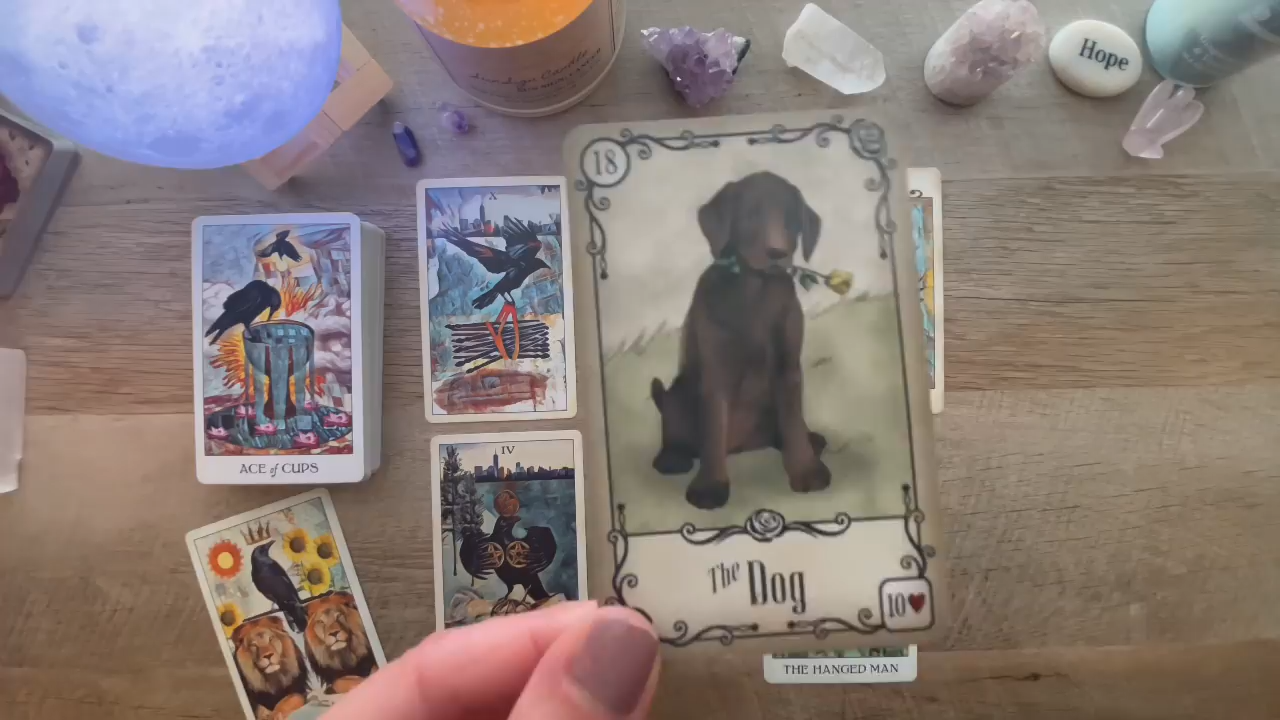 Hope
18
X
ACE of CUPS
IV
The Dog
10
THE HANGED MAN